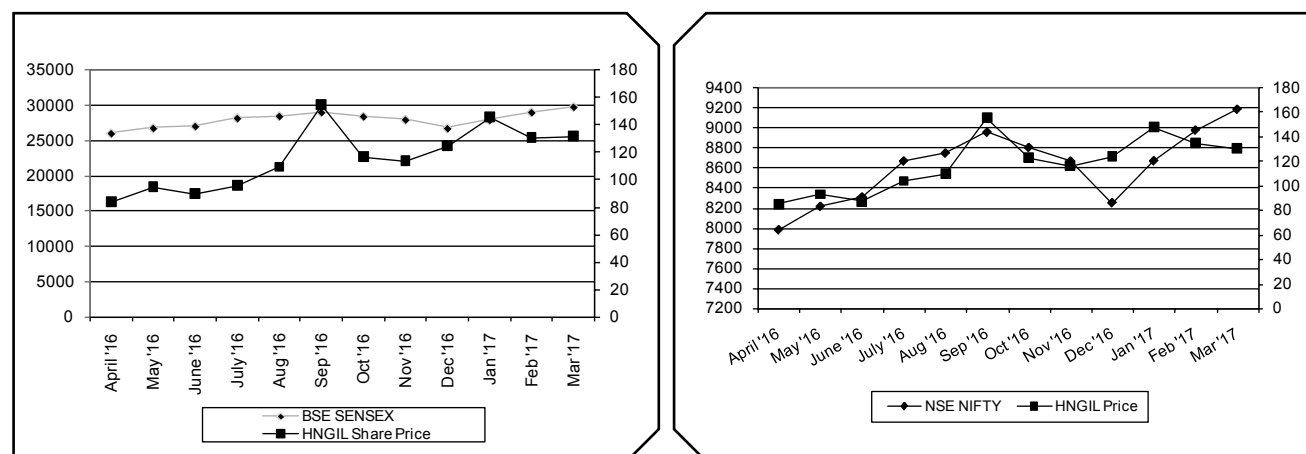 35000
30000
25000
20000
15000
10000
5000
0
180
160
140
120
100
80
60
40
20
0
April '16
May '16
June '16
July '16
Aug '16
Sep '16
Oct '16
Nov '16
Dec '16
Jan '17
Feb '17
Mar '17
BSE SENSEX
HNGIL Share Price
9400
9200
9000
8800
8600
8400
8200
8000
7800
7600
7400
7200
180
160
140
120
100
80
60
40
20
0
April '16
May '16
June '16
July '16
Aug '16
Sep '16
Oct '16
Nov '16
Dec '16
Jan '17
Feb '17
Mar '17
NSE NIFTY HNGIL Price